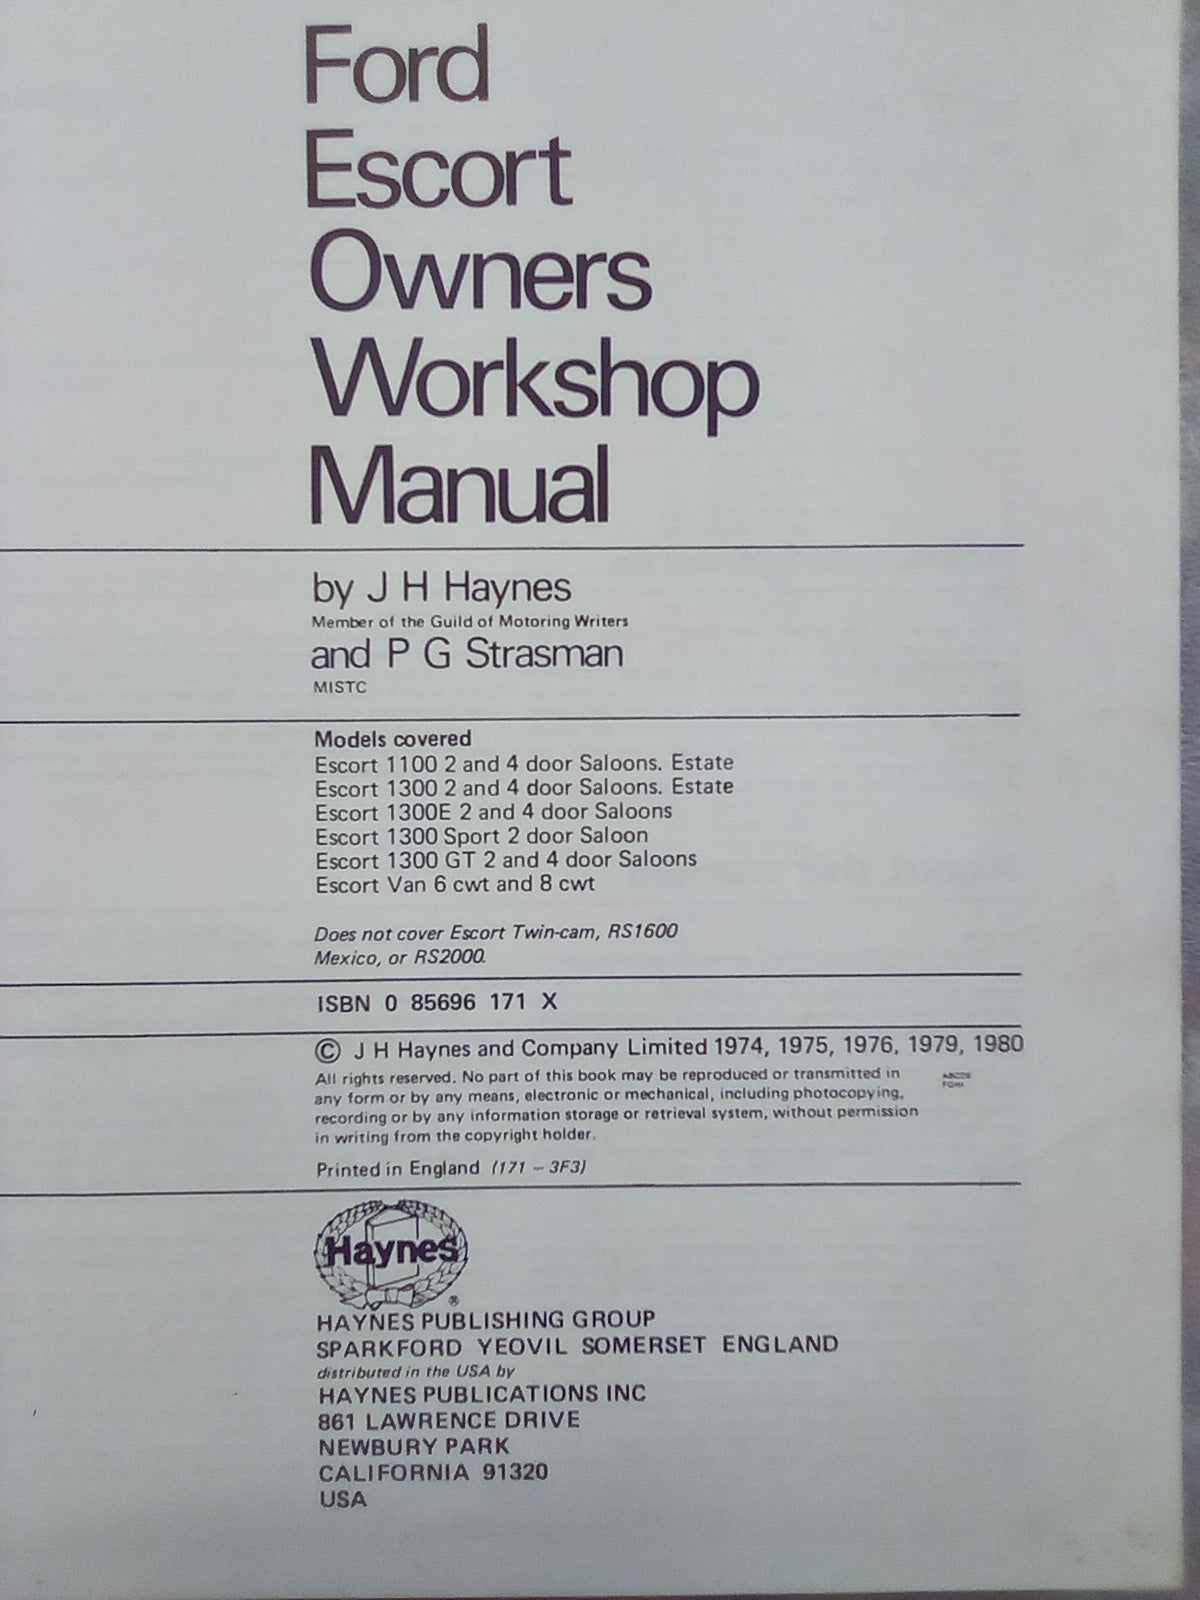 Ford
Escort
Owners
Workshop
Manual
by J H Haynes
Member of the Guild of Motoring Writers
and P G Strasman
MISTC
Models covered
Escort 1100 2 and 4 door Saloons. Estate
Escort 1300 2 and 4 door Saloons. Estate
Escort 1300E 2 and 4 door Saloons
Escort 1300 Sport 2 door Saloon
Escort 1300 GT 2 and 4 door Saloons
Escort Van 6 cwt and 8 cwt
Does not cover Escort Twin-cam, RS1600
Mexico, or RS2000.
ISBN 0 85696 171 X
© J H Haynes and Company Limited 1974, 1975, 1976, 1979, 1980
All rights reserved. No part of this book may be reproduced or transmitted in
any form or by any means, electronic or mechanical, including photocopying,
recording or by any information storage or retrieval system, without permission
in writing from the copyright holder.
Printed in England (171 – 3F3)
Haynes
®
HAYNES PUBLISHING GROUP
SPARKFORD YEOVIL SOMERSET ENGLAND
distributed in the USA by
HAYNES PUBLICATIONS INC
861 LAWRENCE DRIVE
NEWBURY PARK
CALIFORNIA 91320
USA